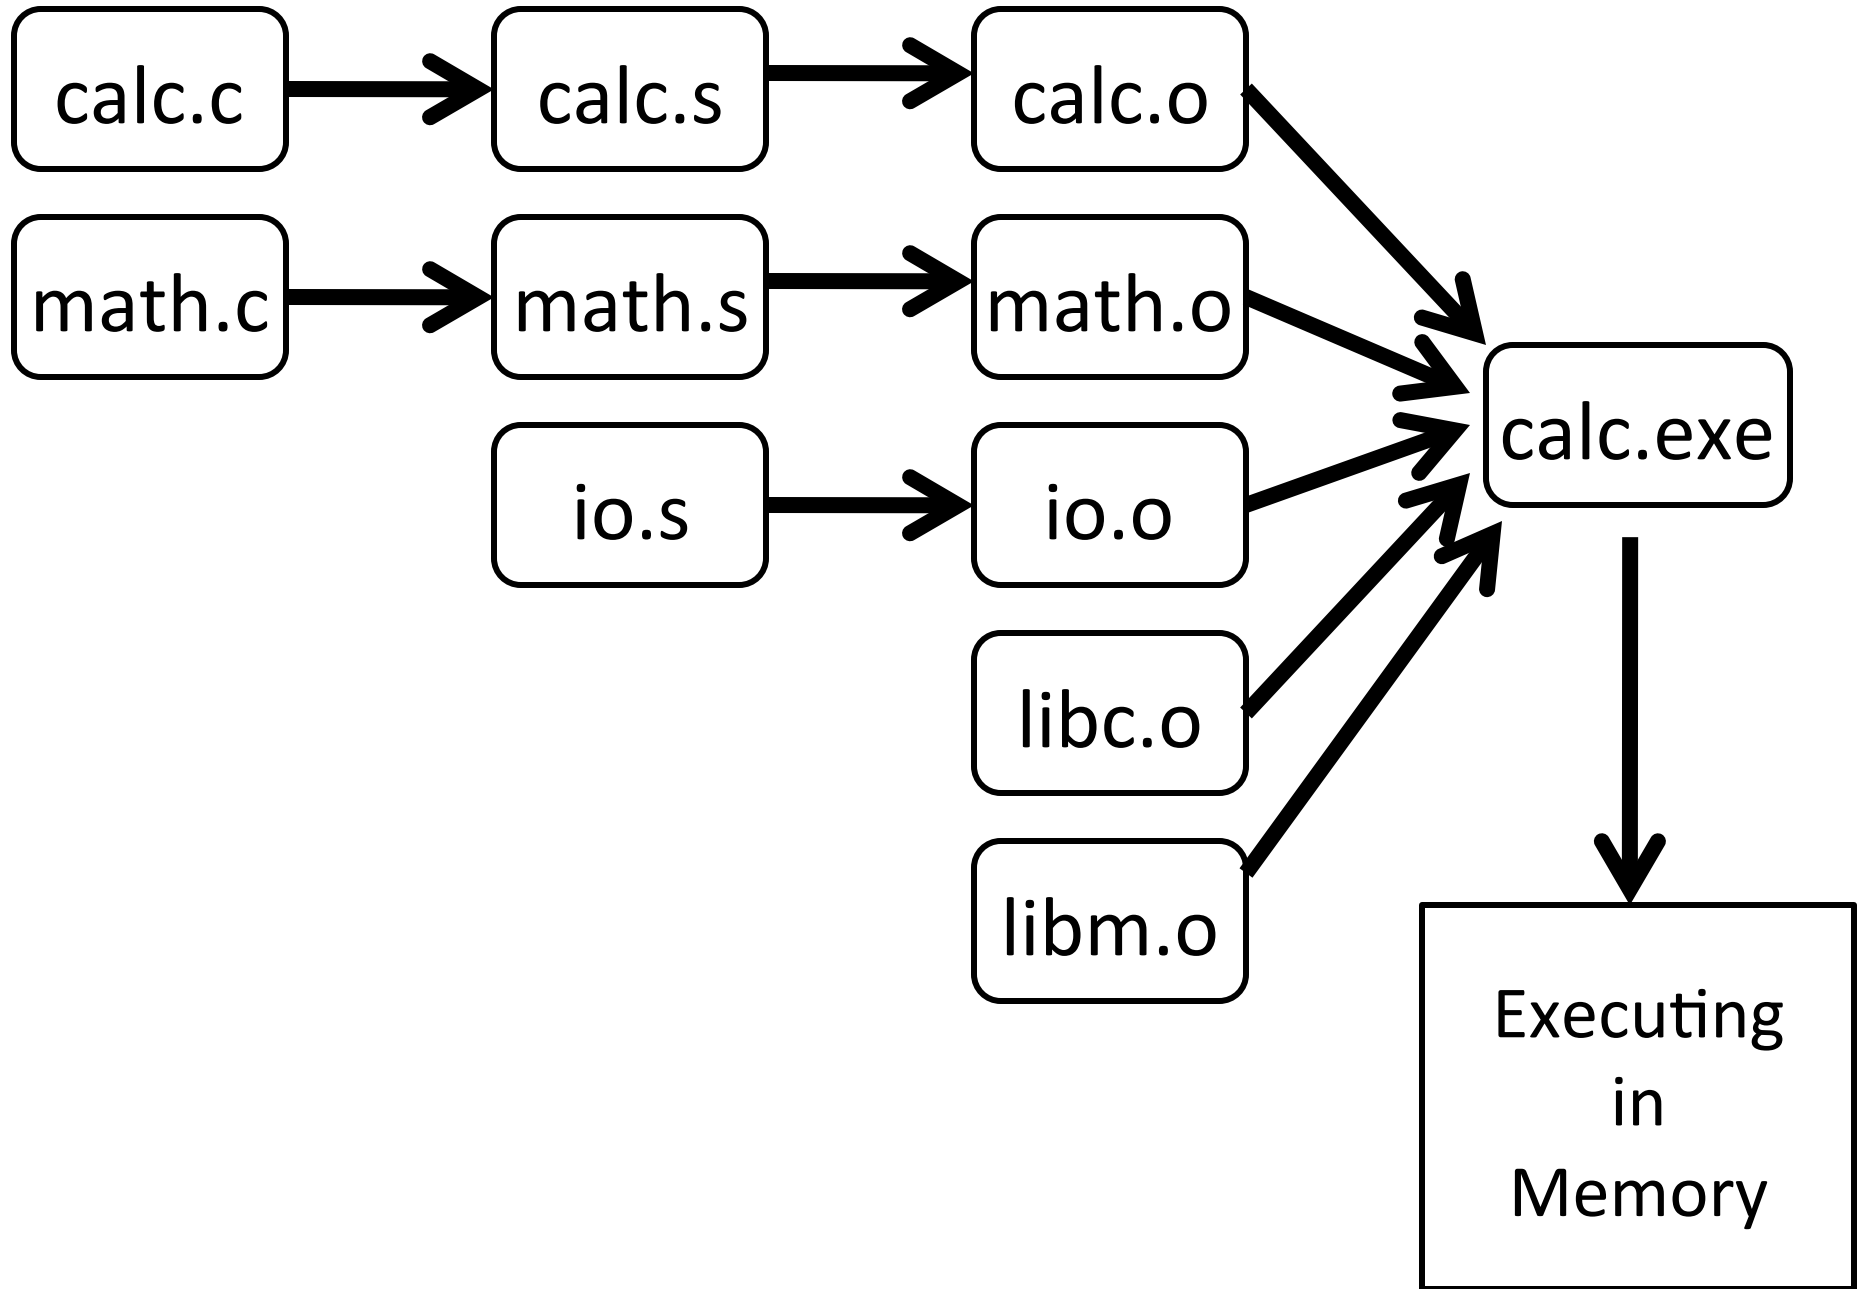 calc.c
calc.s
calc.o
math.c
math.s
math.o
calc.exe
io.s
io.o
libc.o
libm.o
Executing
in
Memory